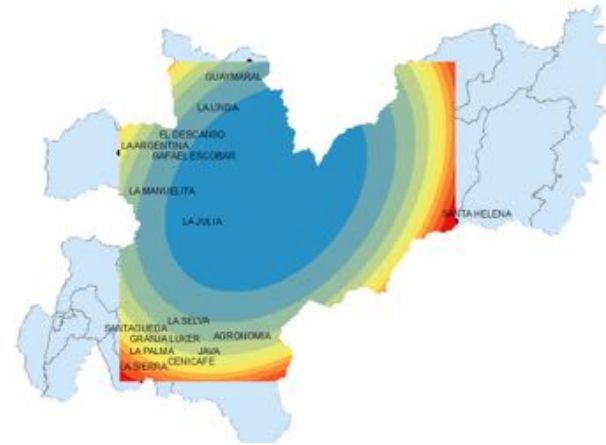 GUAYMARAL
LA LINDA
EL DESCANSO
LA ARGENTINA
RAFAEL ESCOBAR
LA MANUELITA
LA JULIA
SANTA HELENA
LA SELVA
SANTAGUEDA
AGRONOMIA
GRANJA LUKER
LA PALMA
JAVA
CENICAFE
LA SIERRA